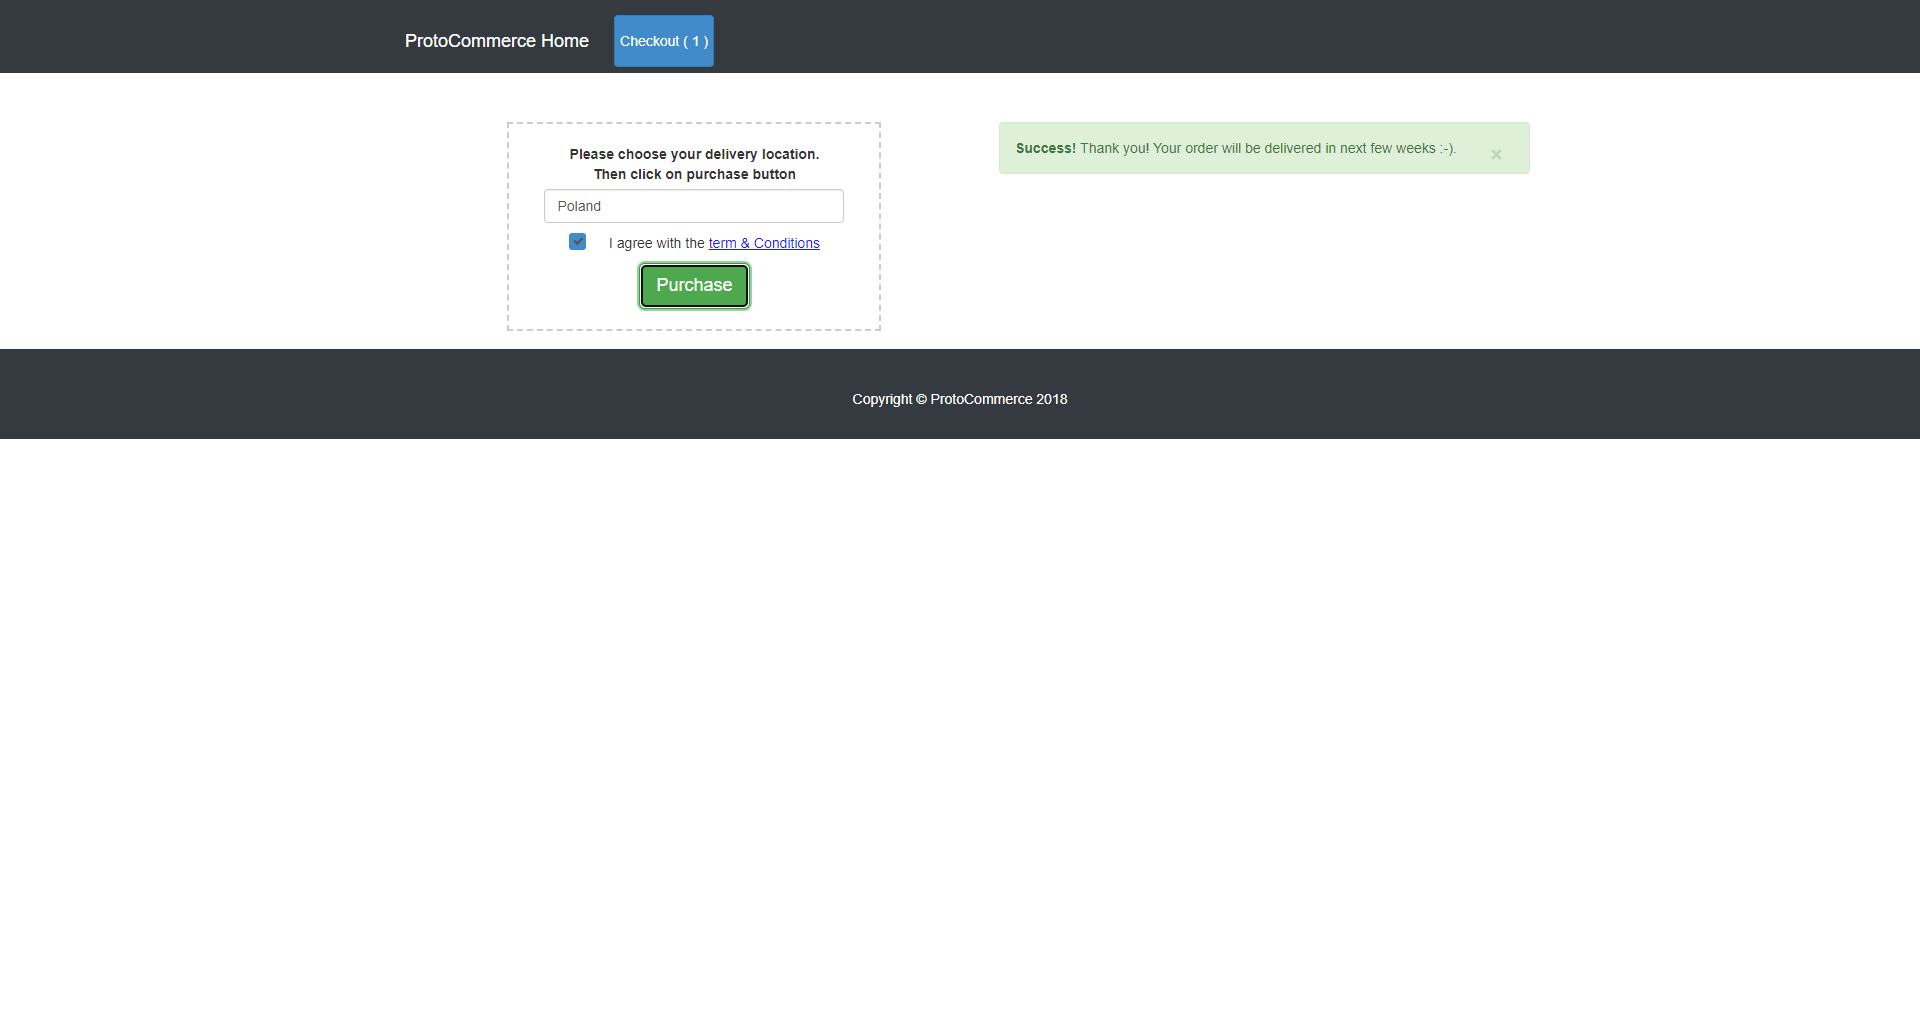 ProtoCommerce Home
Checkout ( 1 )
Please choose your delivery location.
Then click on purchase button
Poland
I agree with the term & Conditions
Purchase
Success! Thank you! Your order will be delivered in next few weeks :-).
×
Copyright © ProtoCommerce 2018